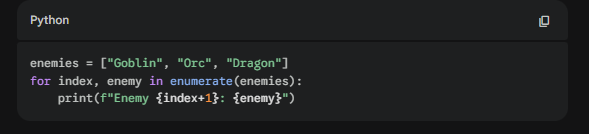 Python
enemies = ["Goblin", "Orc", "Dragon"]
for index, enemy in enumerate(enemies):
    print(f"Enemy {index+1}: {enemy}")